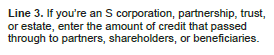 Line 3. If you're an S corporation, partnership, trust,
or estate, enter the amount of credit that passed
through to partners, shareholders, or beneficiaries.